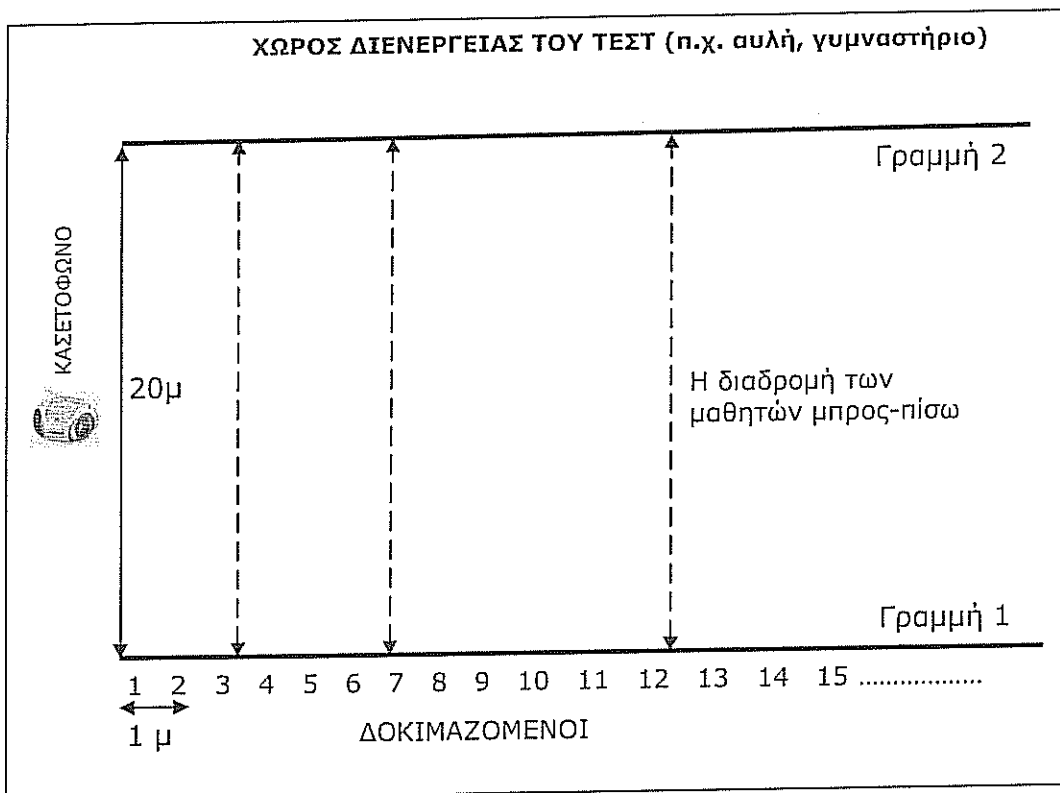 ΧΩΡΟΣ ΔΙΕΝΕΡΓΕΙΑΣ ΤΟΥ ΤΕΣΤ (π.χ. αυλή, γυμναστήριο)
Γραμμή 2
ΚΑΣΕΤΟΦΩΝΟ
20μ
Η διαδρομή των
μαθητών μπρος-πίσω
Γραμμή 1
1 2 3 4 5 6 7 8 9 10 11 12 13 14 15 .................
1 μ
ΔΟΚΙΜΑΖΟΜΕΝΟΙ